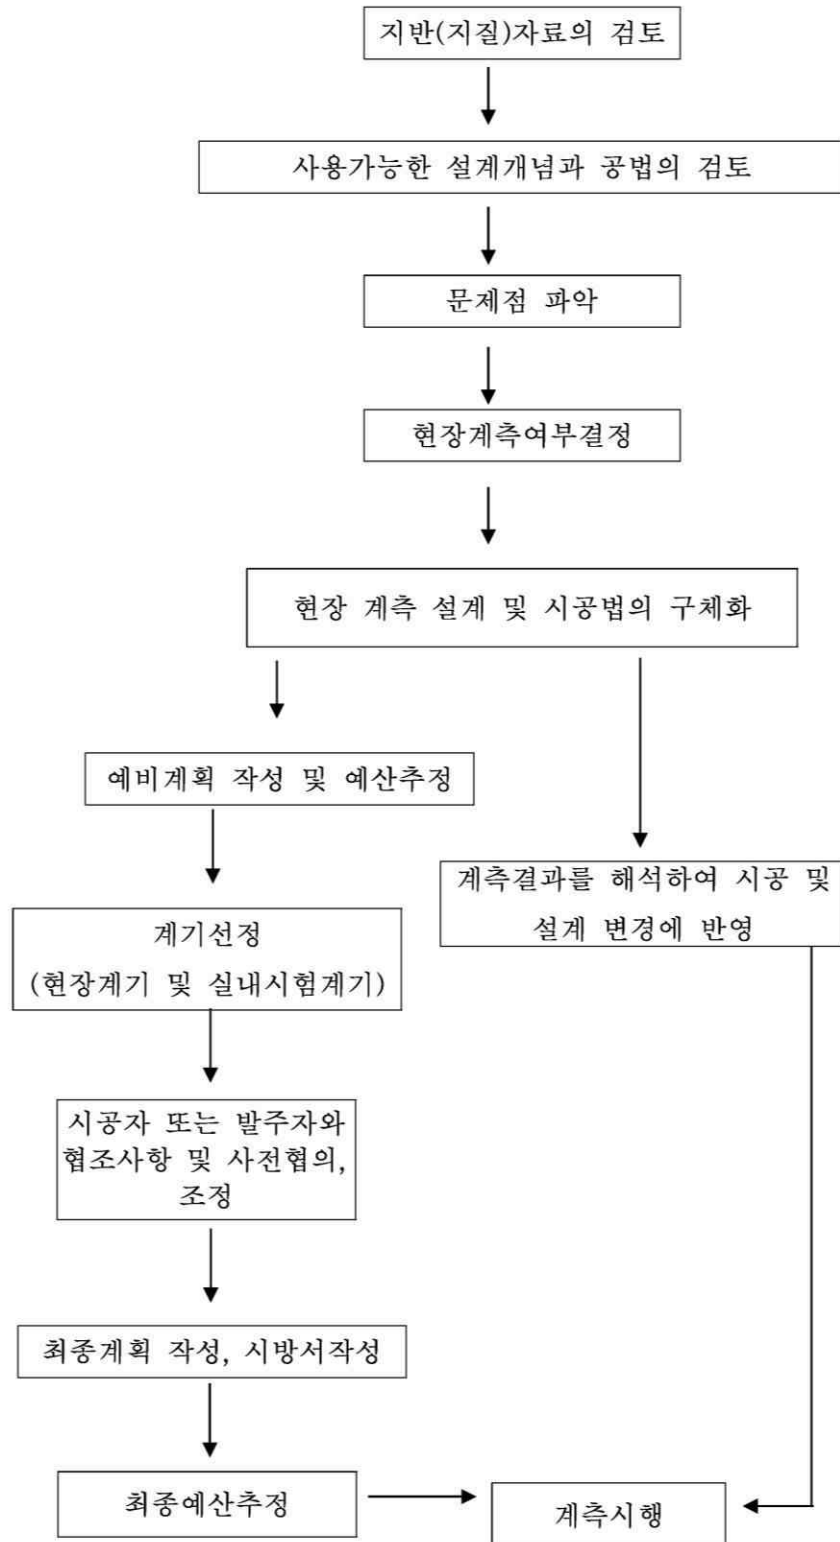 지반(지질)자료의 검토
사용가능한 설계개념과 공법의 검토
문제점 파악
현장계측여부결정
현장 계측 설계 및 시공법의 구체화
예비계획 작성 및 예산추정
계측결과를 해석하여 시공 및
설계 변경에 반영
계기선정
(현장계기 및 실내시험계기)
시공자 또는 발주자와
협조사항 및 사전협의,
조정
최종계획 작성, 시방서작성
최종예산추정
계측시행